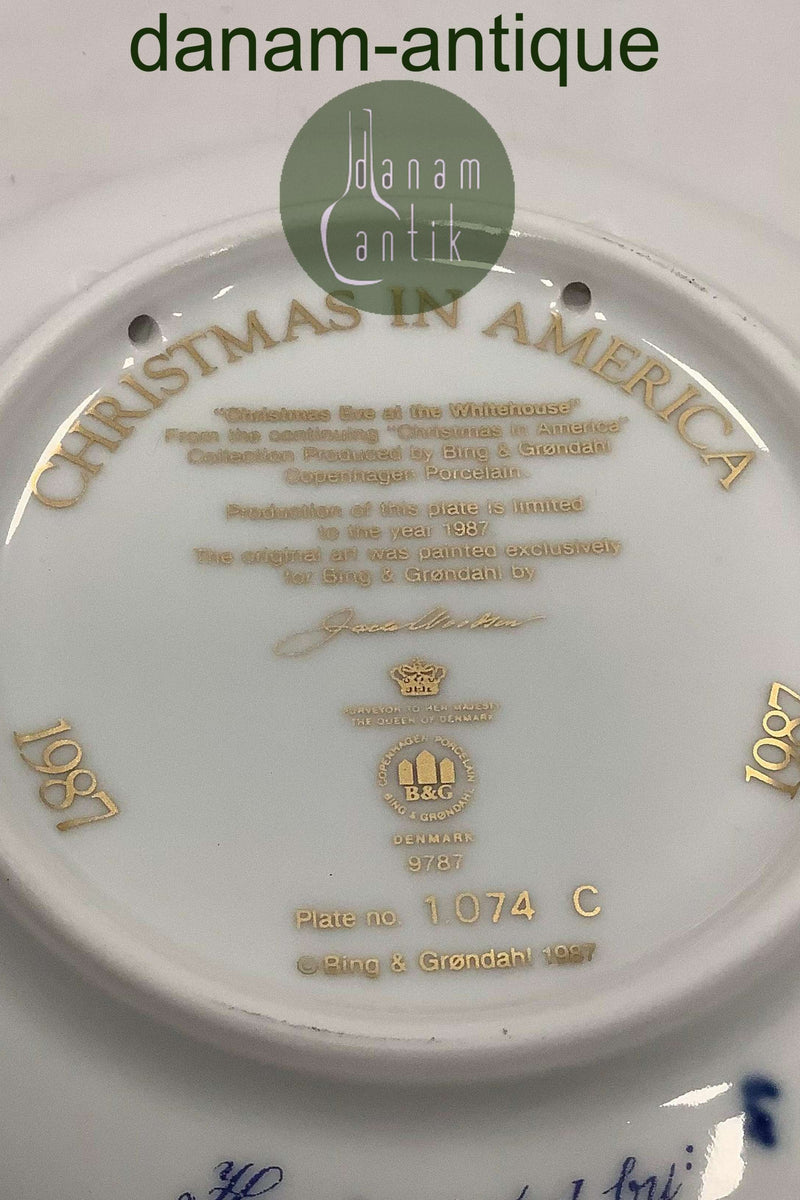 danam-antique
danam
antik
CHRISTMAS IN AMERICA
"Christmas Eve at the Whitehouse"
From the continuing "Christmas in America"
Collection Produced by Bing & Grøndahl
Copenhagen Porcelain.
Production of this plate is limited
to the year 1987
The original art was painted exclusively
for Bing & Grøndahl by
PURVEYOR TO HER MAJESTY
THE QUEEN OF DENMARK
1987
1987
COPENHAGEN PORCELAIN
B&G
BING & GRØNDAHL
DENMARK
9787
Plate no. 1.074 C
©Bing & Grøndahl 1987
by: